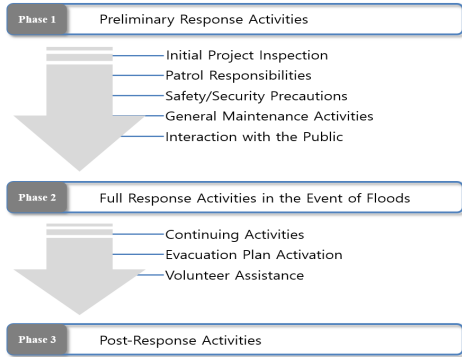 Phase 1 Preliminary Response Activities
Initial Project Inspection
Patrol Responsibilities
Safety/Security Precautions
General Maintenance Activities
Interaction with the Public
Phase 2 Full Response Activities in the Event of Floods
Continuing Activities
Evacuation Plan Activation
Volunteer Assistance
Phase 3 Post-Response Activities